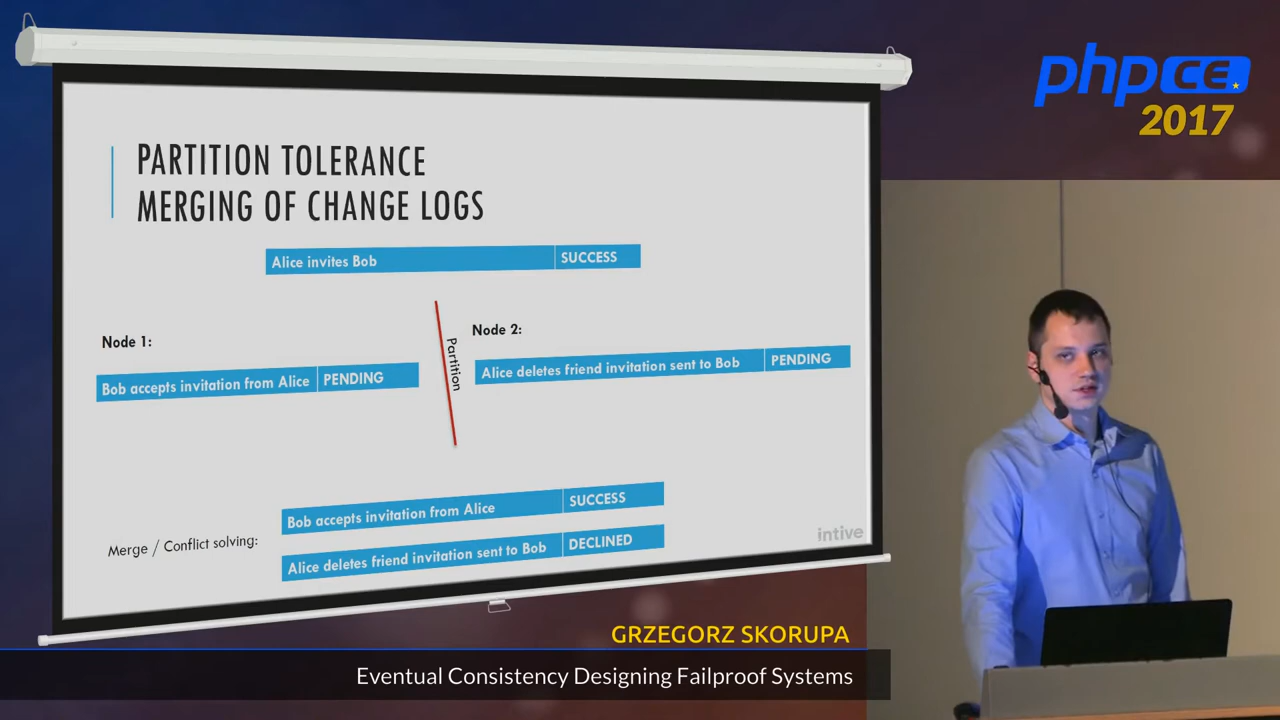 phpCE
2017
PARTITION TOLERANCE
MERGING OF CHANGE LOGS
Alice invites Bob SUCCESS
Node 1:
Bob accepts invitation from Alice PENDING
Partition
Node 2:
Alice deletes friend invitation sent to Bob PENDING
Merge / Conflict solving:
Bob accepts invitation from Alice SUCCESS
Alice deletes friend invitation sent to Bob DECLINED
intive
GRZEGORZ SKORUPA
Eventual Consistency Designing Failproof Systems